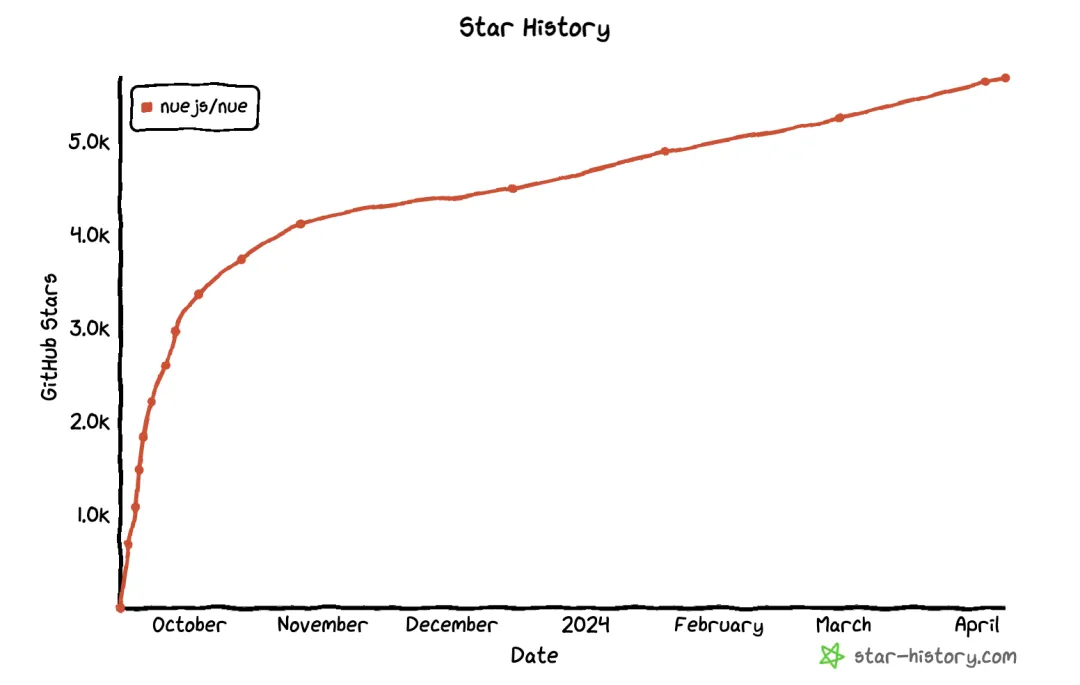 Star History
nuejs/nue
5.0k
4.0k
3.0k
2.0k
1.0k
GitHub Stars
October November December 2024 February March April
Date
star-history.com